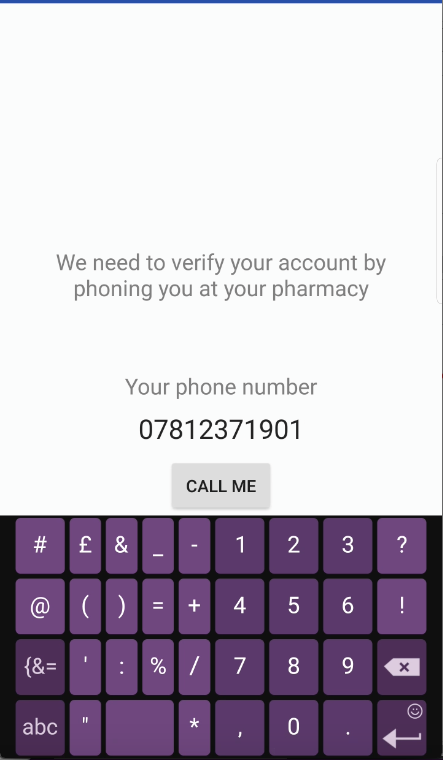 We need to verify your account by
phoning you at your pharmacy
Your phone number
07812371901
CALL ME
# £ & _ - 1 2 3 ?
@ ( ) = + 4 5 6 !
{&= ' : % / 7 8 9
abc " * , 0 .